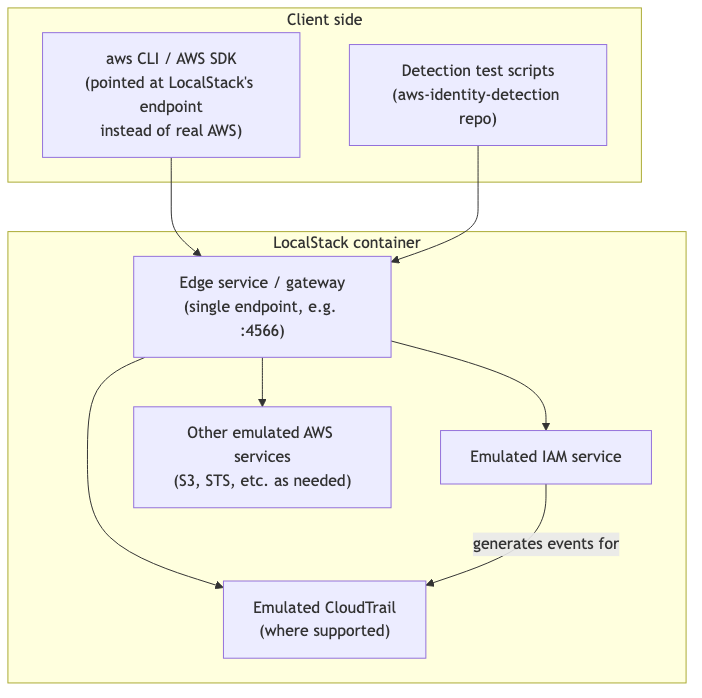 Client side
aws CLI / AWS SDK
(pointed at LocalStack's
endpoint
instead of real AWS)
Detection test scripts
(aws-identity-detection
repo)
LocalStack container
Edge service / gateway
(single endpoint, e.g.
:4566)
Other emulated AWS
services
(S3, STS, etc. as needed)
Emulated IAM service
generates events for
Emulated CloudTrail
(where supported)